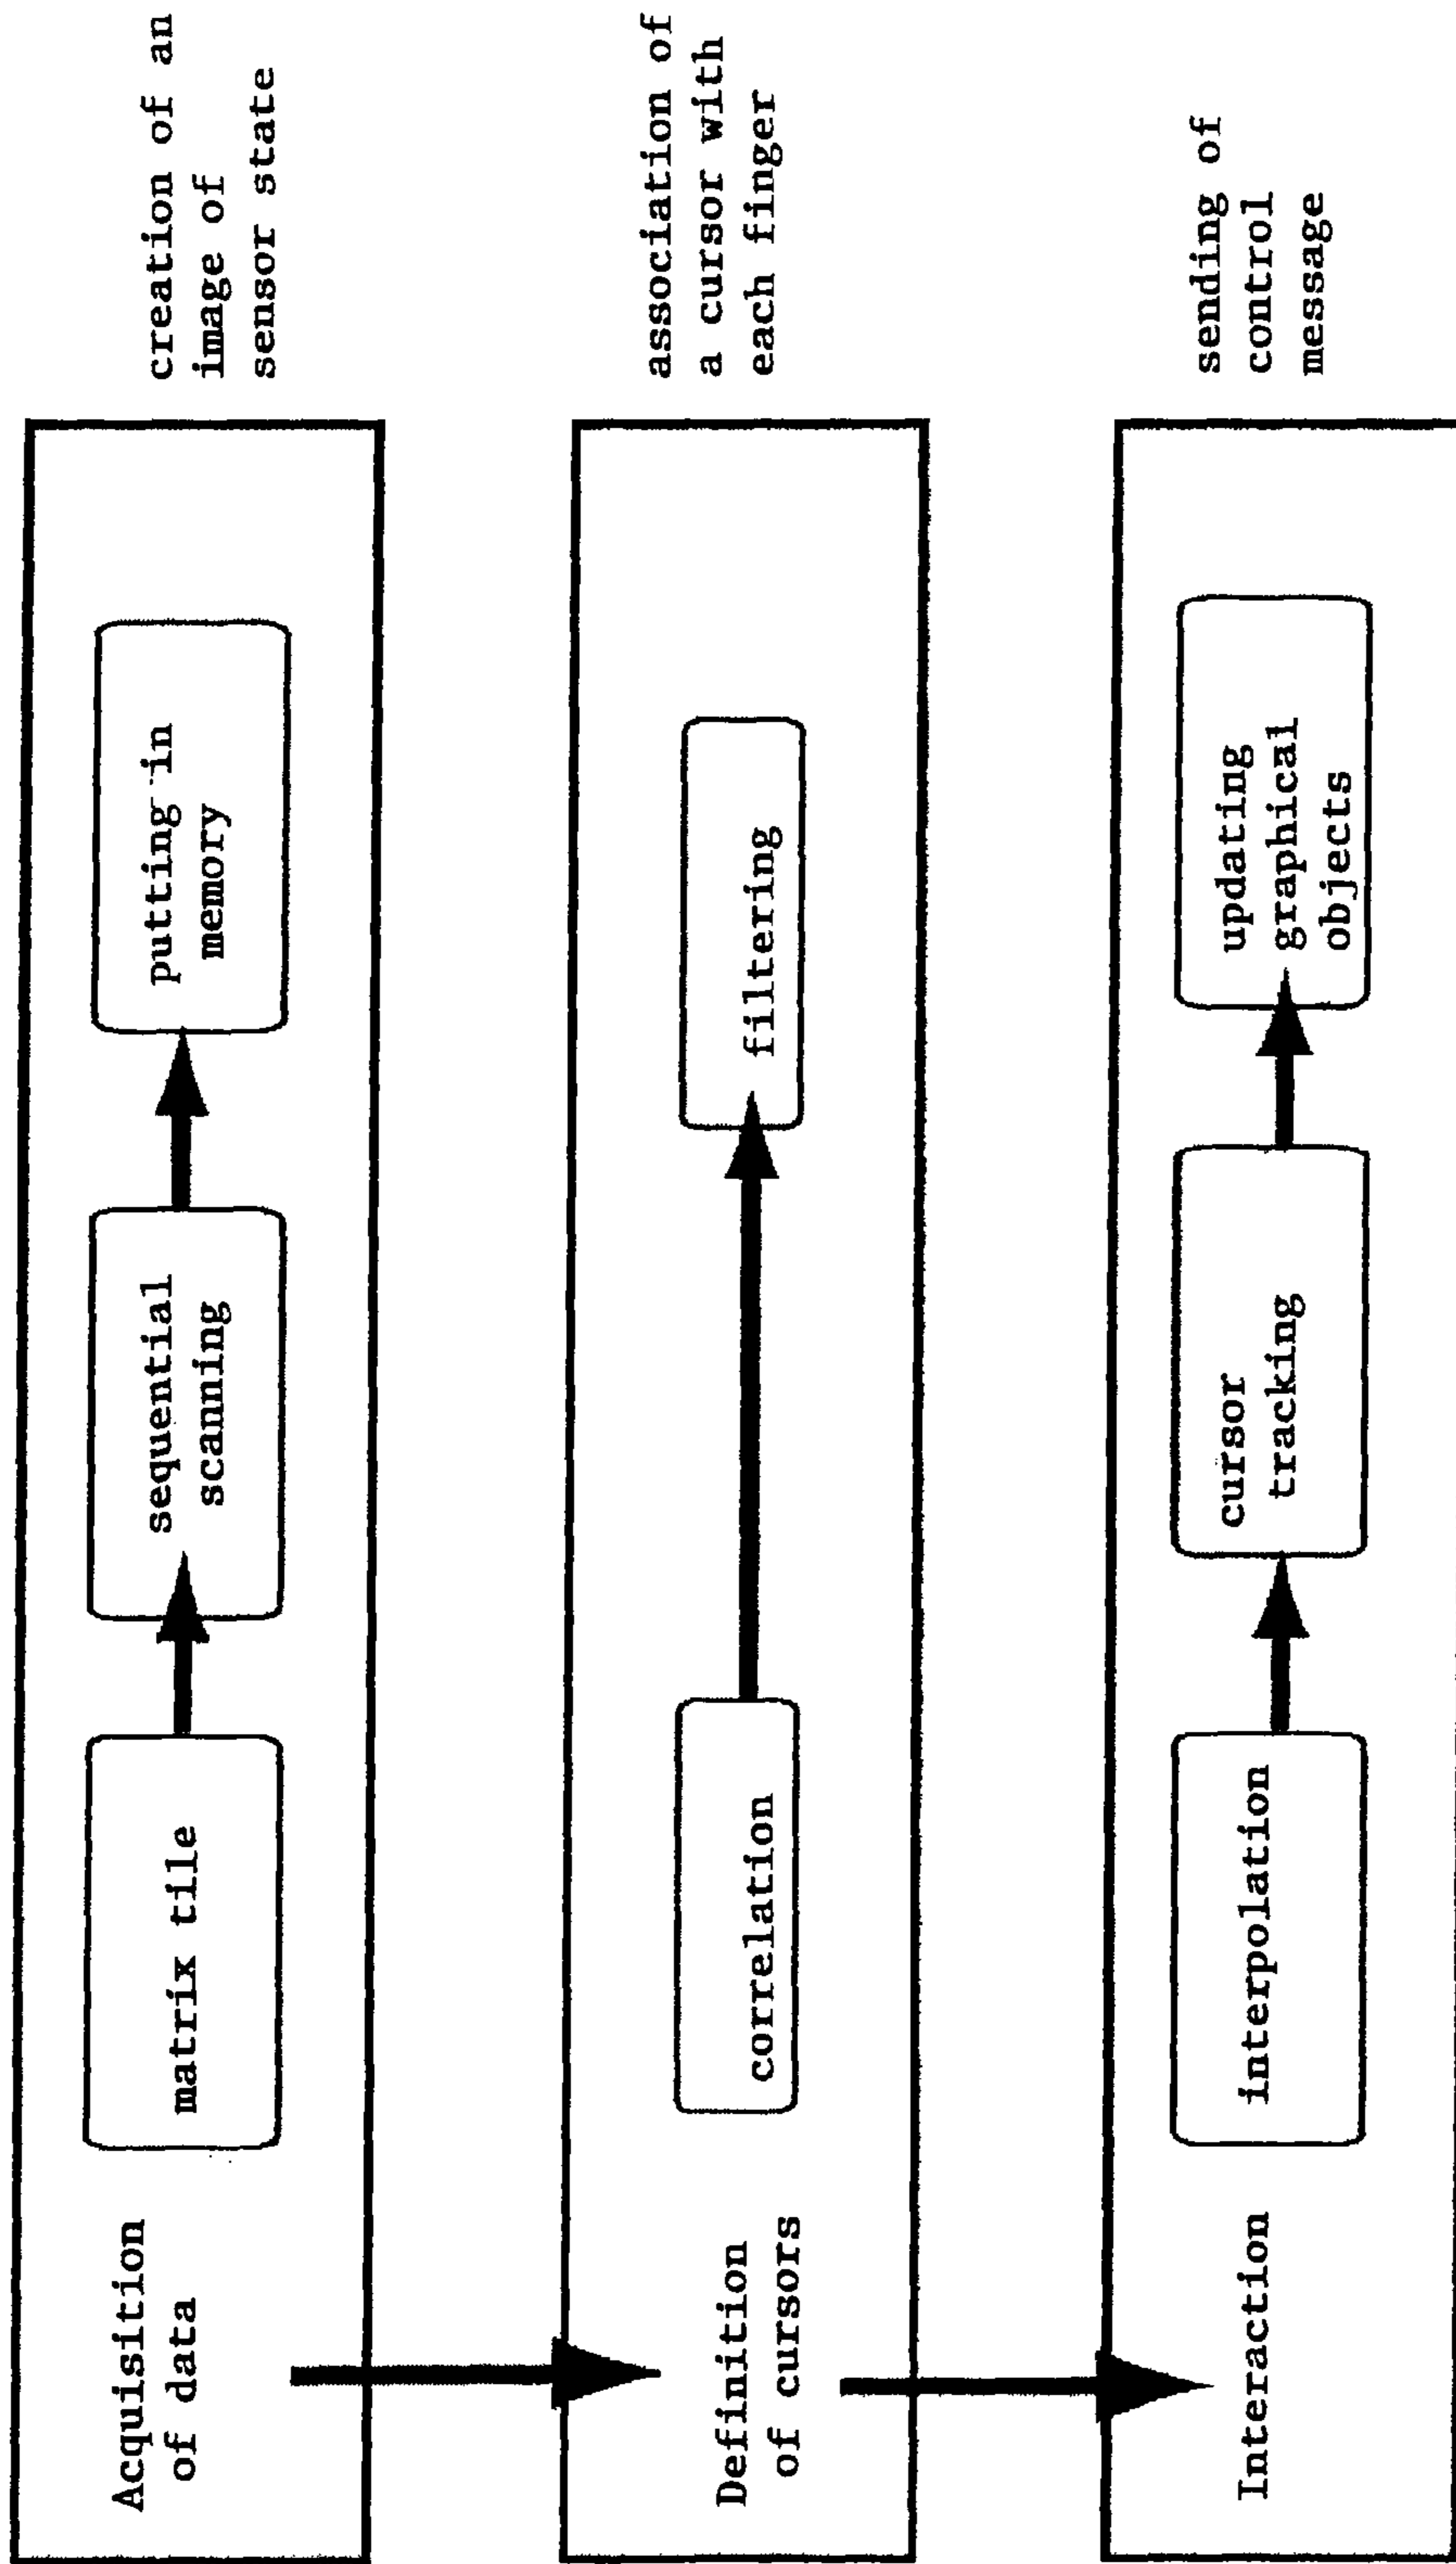 Acquisition
of data
matrix tile
sequential
scanning
putting in
memory
creation of an
image of
sensor state
Definition
of cursors
correlation
filtering
association of
a cursor with
each finger
Interaction
interpolation
cursor
tracking
updating
graphical
objects
sending of
control
message